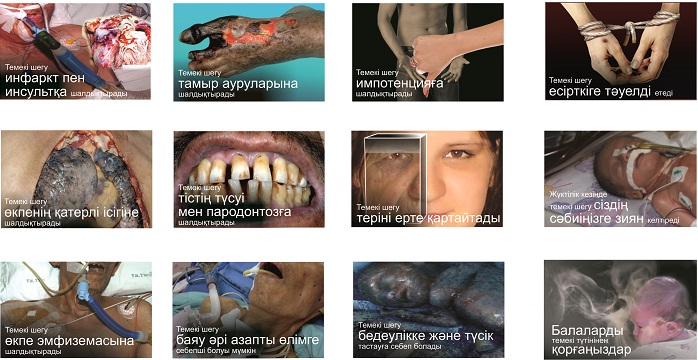 Темекі шегу
инфаркт пен
инсультқа шалдықтырады
Темекі шегу
тамыр ауруларына
шалдықтырады
Темекі шегу
импотенцияға
шалдықтырады
Темекі шегу
есірткіге тәуелді етеді
Темекі шегу
өкпенің қатерлі ісігіне
шалдықтырады
Темекі шегу
тістің түсуі
мен пародонтозға
шалдықтырады
Темекі шегу
теріні ерте қартайтады
Жүктілік кезінде
темекі шегу сіздің
сәбиіңізге зиян келтіреді
Темекі шегу
өкпе эмфиземасына
шалдықтырады
Темекі шегу
баяу әрі азапты өлімге
себепші болуы мүмкін
Темекі шегу
бедеулікке және түсік
тастауға себеп болады
Балаларды
темекі түтінінен
қорғаңыздар